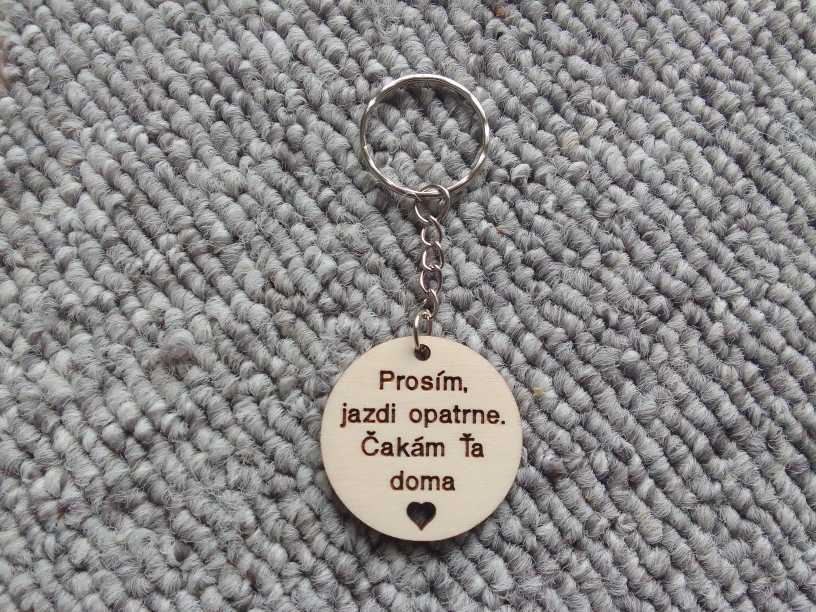 Prosím,
jazdi opatrne.
Čakám Ťa
doma